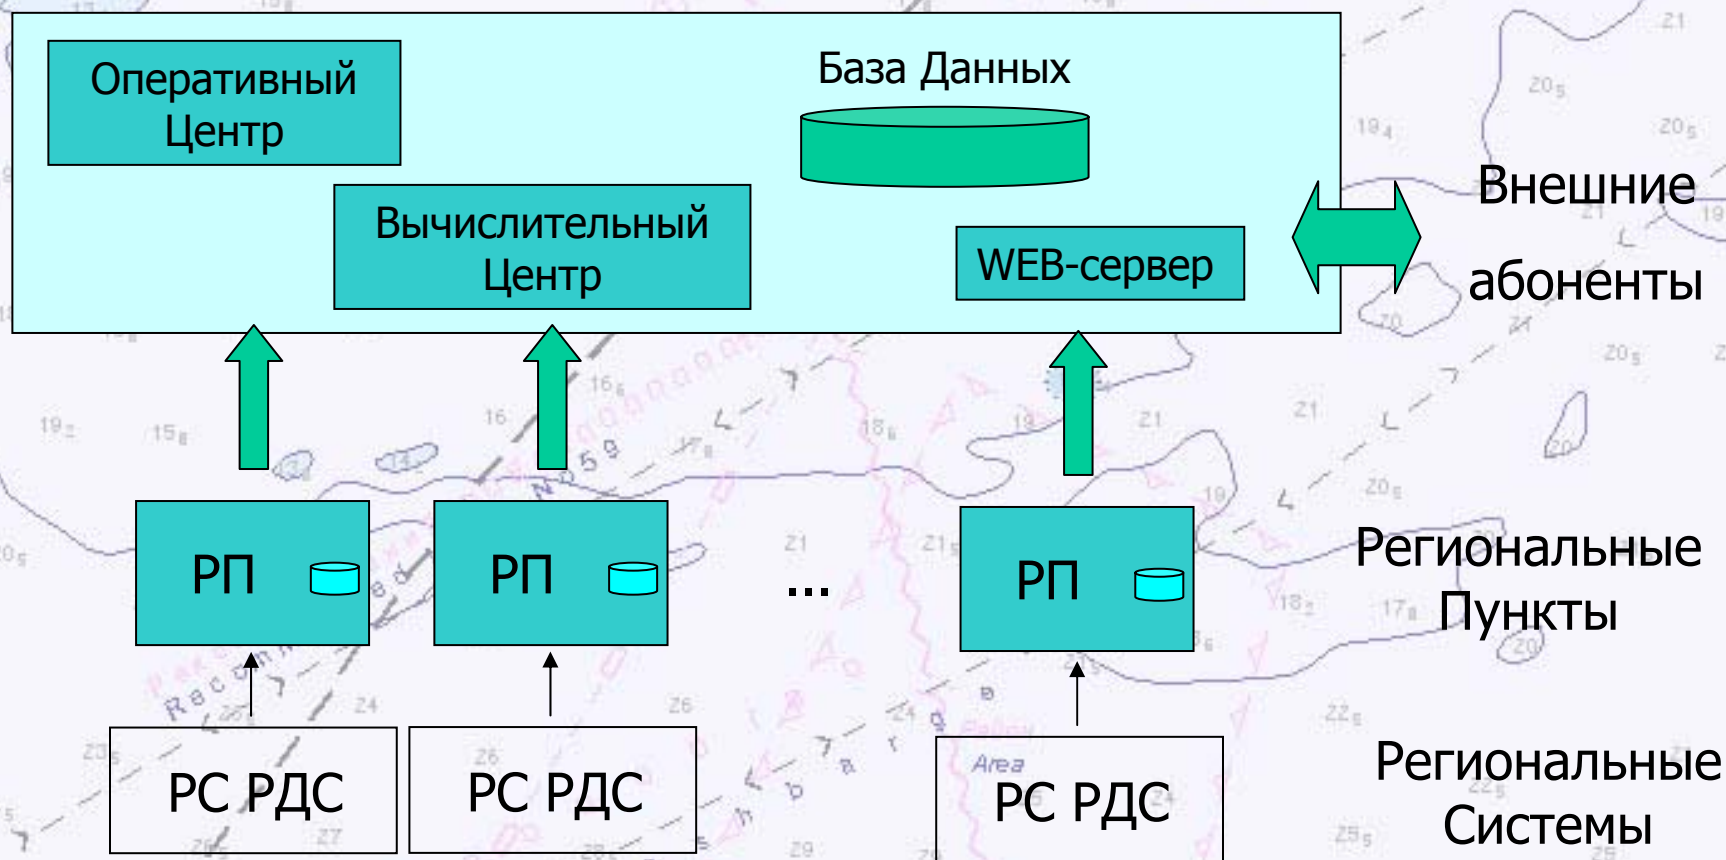 Оперативный
Центр
База Данных
Вычислительный
Центр
WEB-сервер
Внешние
абоненты
РП
РП
...
РП
Региональные
Пункты
РС РДС
РС РДС
РС РДС
Региональные
Системы
Area